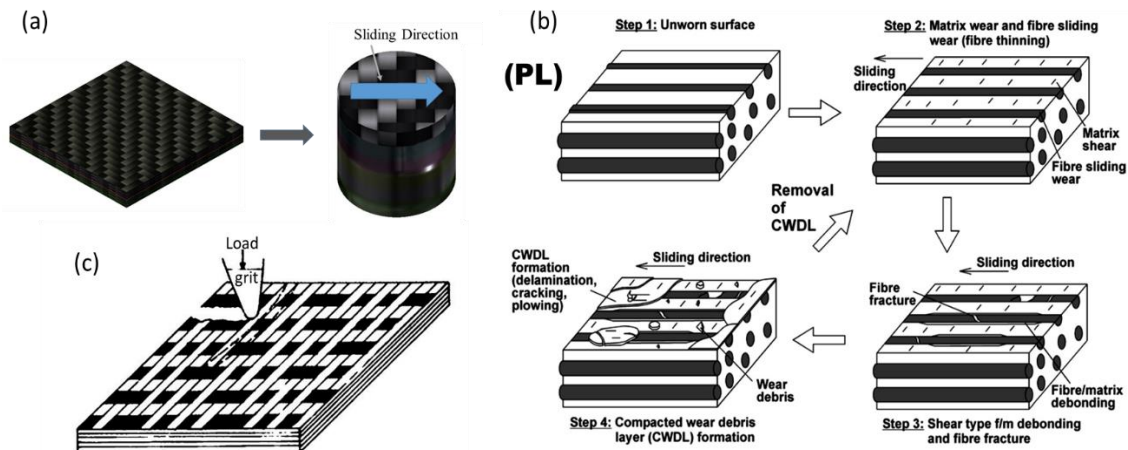 (a)
Sliding Direction
(b)
Step 1: Unworn surface
(PL)
Step 2: Matrix wear and fibre sliding
wear (fibre thinning)
Sliding
direction
Matrix
shear
Fibre sliding
wear
Removal
of
CWDL
(c)
Load
grit
CWDL
formation
(delamination,
cracking,
plowing)
Sliding direction
Wear
debris
Step 4: Compacted wear debris
layer (CWDL) formation
Sliding direction
Fibre
fracture
Fibre/matrix
debonding
Step 3: Shear type f/m debonding
and fibre fracture